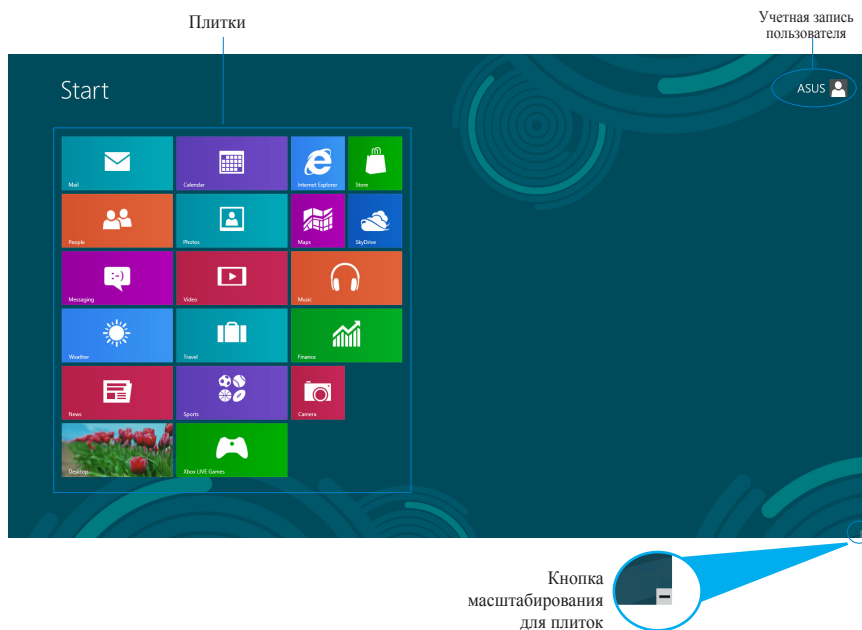 Плитки
Учетная запись
пользователя
Start
ASUS
Mail
Calendar
Internet Explorer
Store
People
Photos
Maps
SkyDrive
:-)
Messaging
Video
Music
Weather
Travel
Finance
News
Sports
Camera
Desktop
Xbox LIVE Games
Кнопка
масштабирования
для плиток